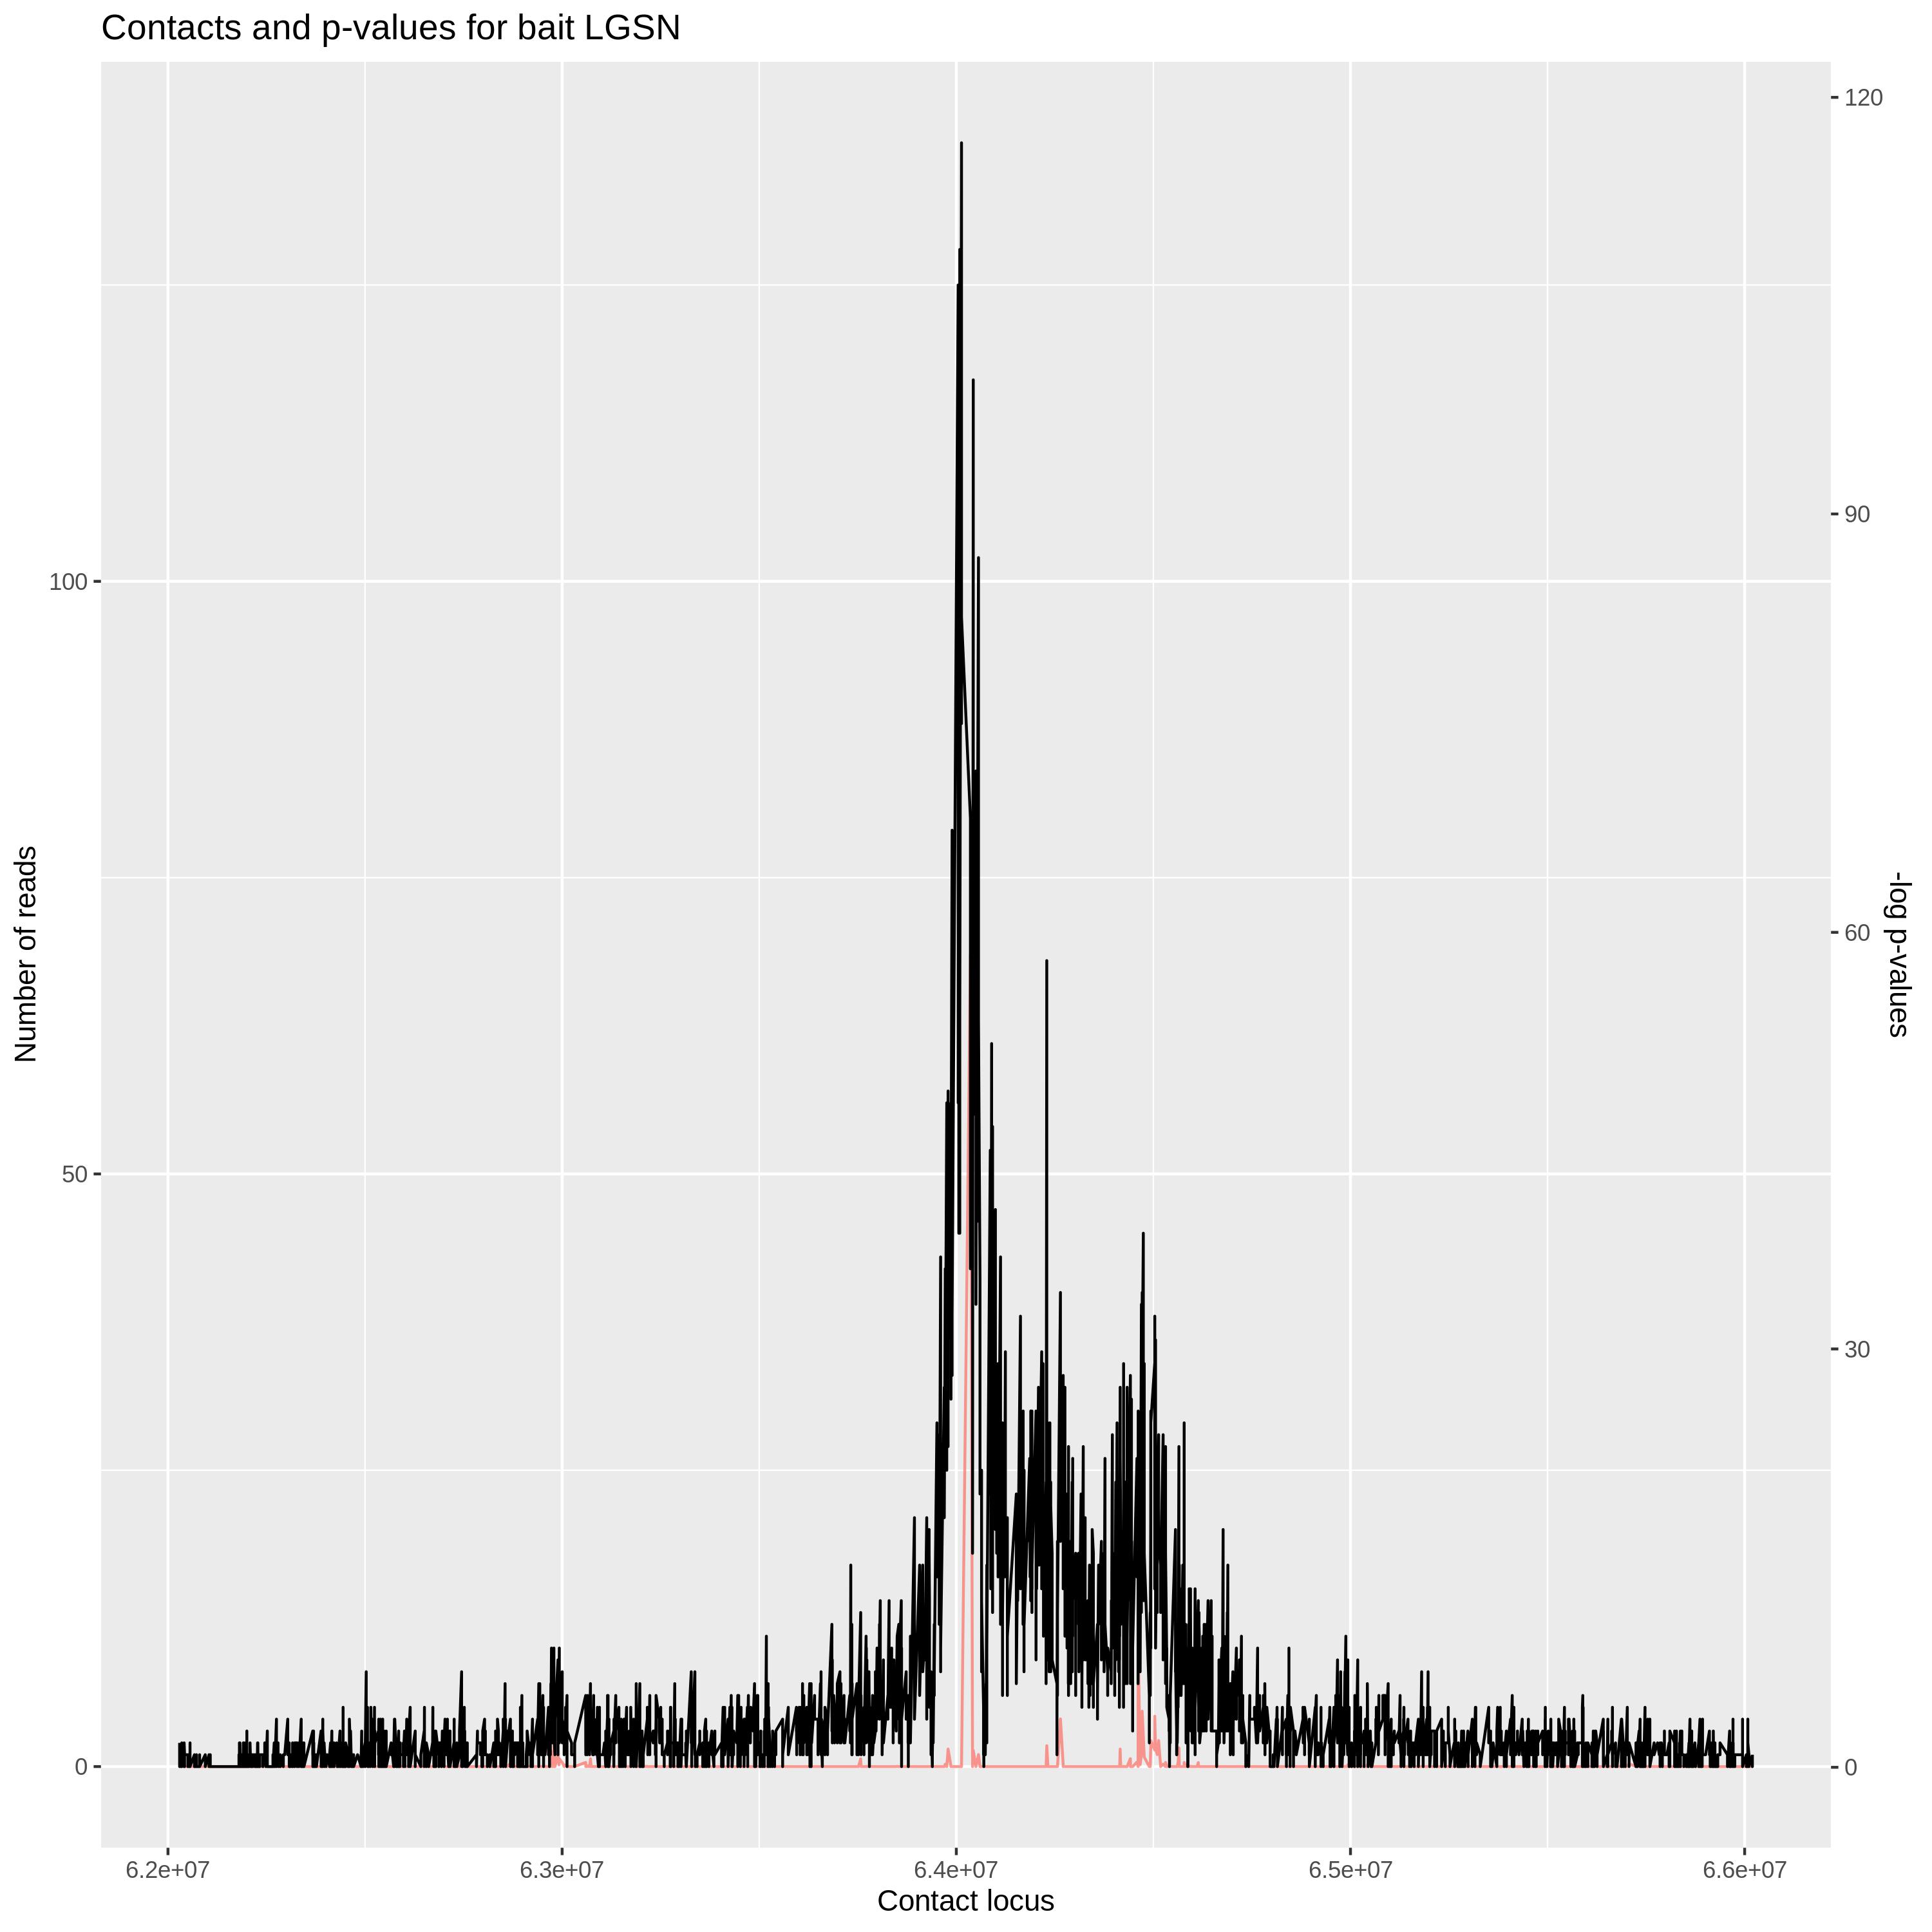 Contacts and p-values for bait LGSN
120
90
100
60
50
30
0
0
Number of reads
-log p-values
6.2e+07 6.3e+07 6.4e+07 6.5e+07 6.6e+07
Contact locus